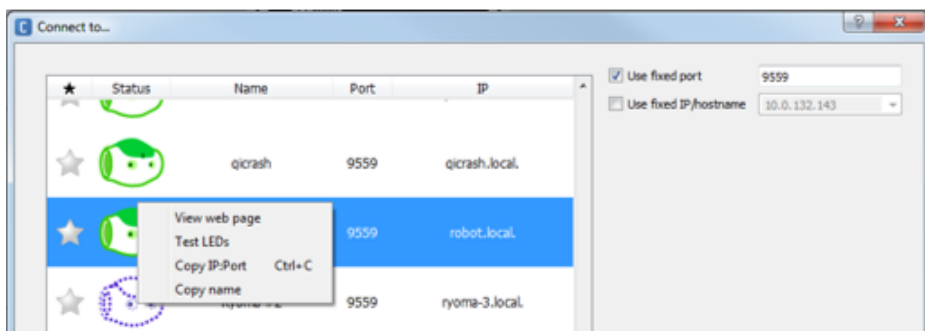 Connect to...
★ Status Name Port IP
Use fixed port 9559
Use fixed IP/hostname 10.0.132.143
qicrash 9559 qicrash.local.
9559 robot.local.
View web page
Test LEDs
Copy IP:Port Ctrl+C
Copy name
9559 ryoma-3.local.